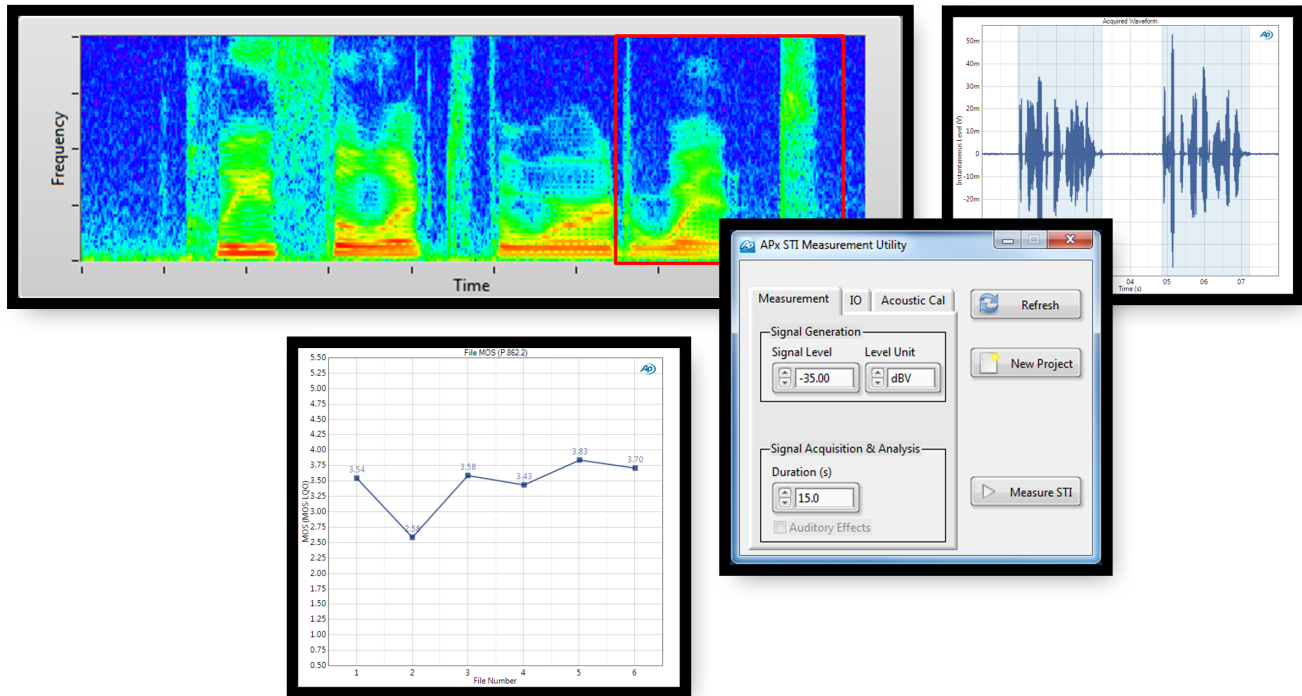 Frequency
Time
Acquired Waveform
Ap
50m
40m
30m
20m
10m
0
-10m
-20m
Instantaneous Level (V)
04 05 06 07
Time (s)
File MOS (P.862.2)
Ap
5.50
5.25
5.00
4.75
4.50
4.25
4.00
3.75
3.50
3.25
3.00
2.75
2.50
2.25
2.00
1.75
1.50
1.25
1.00
0.75
0.50
MOS (MOS-LQO)
3.54
2.58
3.58
3.43
3.83
3.70
1 2 3 4 5 6
File Number
Ap APx STI Measurement Utility
Measurement IO Acoustic Cal
Signal Generation
Signal Level Level Unit
-35.00 dBV
Signal Acquisition & Analysis
Duration (s)
15.0
Auditory Effects
Refresh
New Project
Measure STI